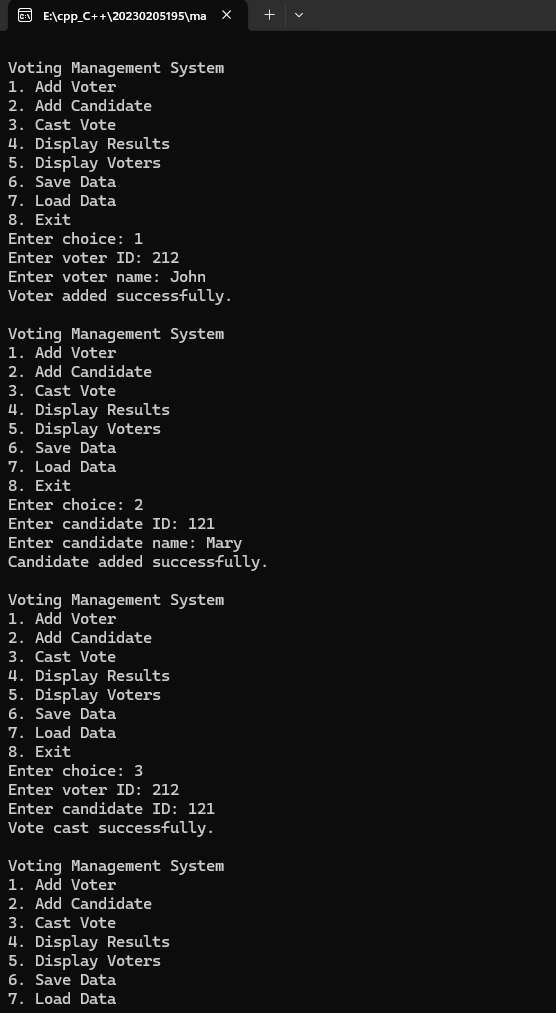 E:\cpp_C++\20230205195\ma
Voting Management System
1. Add Voter
2. Add Candidate
3. Cast Vote
4. Display Results
5. Display Voters
6. Save Data
7. Load Data
8. Exit
Enter choice: 1
Enter voter ID: 212
Enter voter name: John
Voter added successfully.
Voting Management System
1. Add Voter
2. Add Candidate
3. Cast Vote
4. Display Results
5. Display Voters
6. Save Data
7. Load Data
8. Exit
Enter choice: 2
Enter candidate ID: 121
Enter candidate name: Mary
Candidate added successfully.
Voting Management System
1. Add Voter
2. Add Candidate
3. Cast Vote
4. Display Results
5. Display Voters
6. Save Data
7. Load Data
8. Exit
Enter choice: 3
Enter voter ID: 212
Enter candidate ID: 121
Vote cast successfully.
Voting Management System
1. Add Voter
2. Add Candidate
3. Cast Vote
4. Display Results
5. Display Voters
6. Save Data
7. Load Data